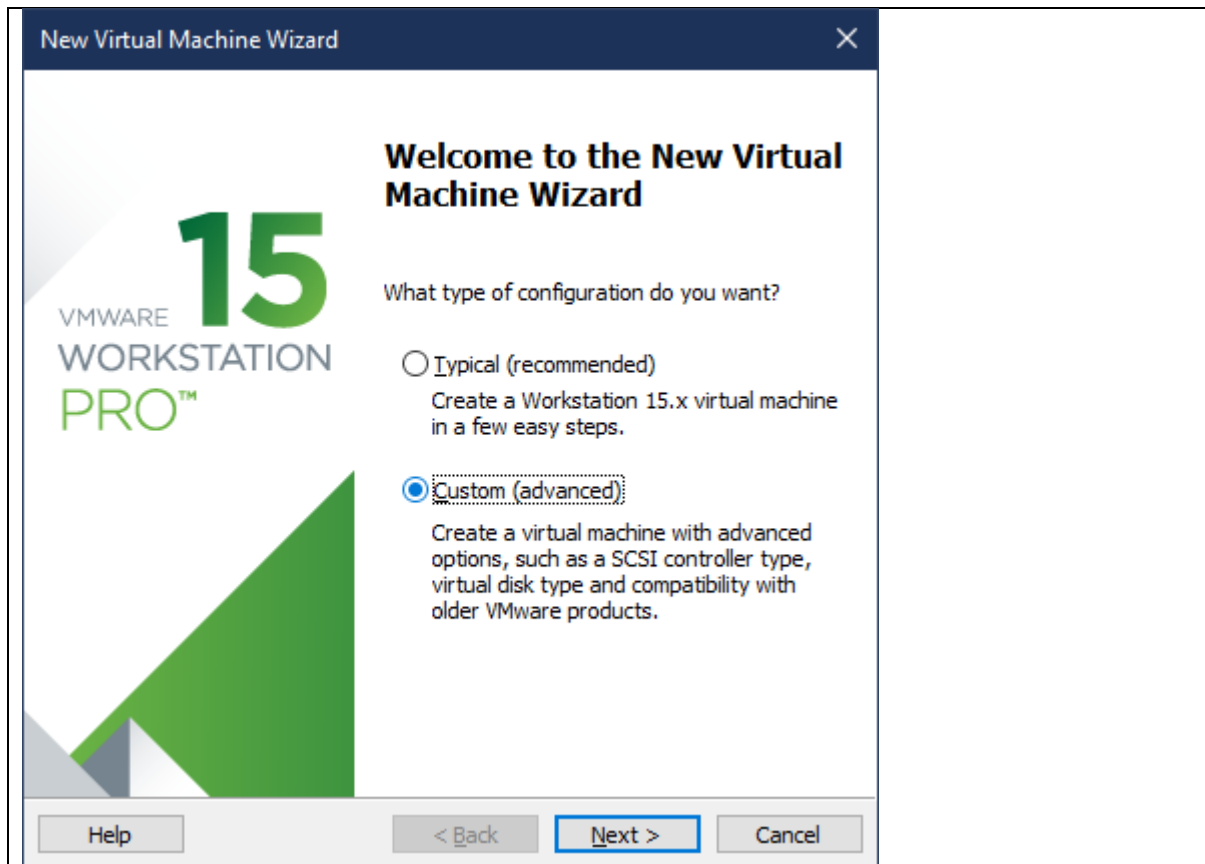 New Virtual Machine Wizard
Welcome to the New Virtual
Machine Wizard
15
VMWARE
WORKSTATION
PRO™
What type of configuration do you want?
Typical (recommended)
Create a Workstation 15.x virtual machine
in a few easy steps.
Custom (advanced)
Create a virtual machine with advanced
options, such as a SCSI controller type,
virtual disk type and compatibility with
older VMware products.
Help
< Back
Next >
Cancel